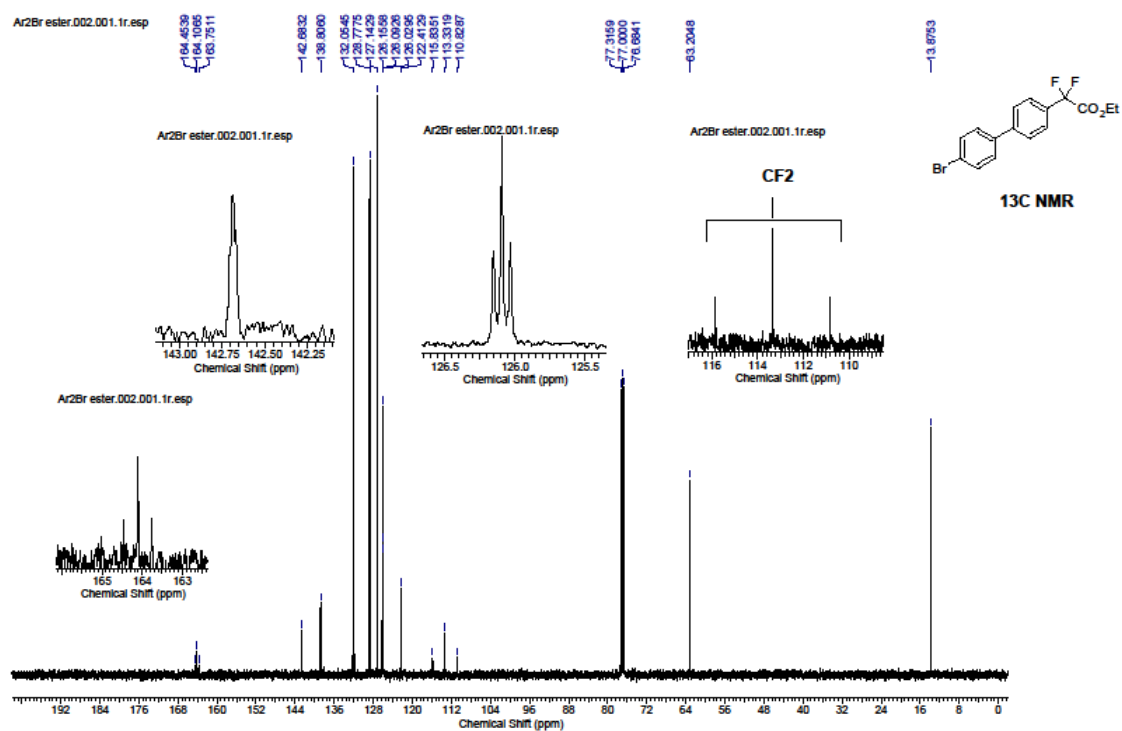 Ar2Br ester.002.001.1r.esp
164.4539
164.1065
163.7511
142.6832
138.8060
132.0545
128.7775
127.1429
126.1558
126.0926
126.0295
122.4129
115.8351
113.3319
110.8287
77.3159
77.0000
76.6841
63.2048
13.8753
F F
CO2Et
Br
13C NMR
Ar2Br ester.002.001.1r.esp
143.00 142.75 142.50 142.25
Chemical Shift (ppm)
Ar2Br ester.002.001.1r.esp
126.5 126.0 125.5
Chemical Shift (ppm)
Ar2Br ester.002.001.1r.esp
CF2
116 114 112 110
Chemical Shift (ppm)
Ar2Br ester.002.001.1r.esp
165 164 163
Chemical Shift (ppm)
192 184 176 168 160 152 144 136 128 120 112 104 96 88 80 72 64 56 48 40 32 24 16 8 0
Chemical Shift (ppm)